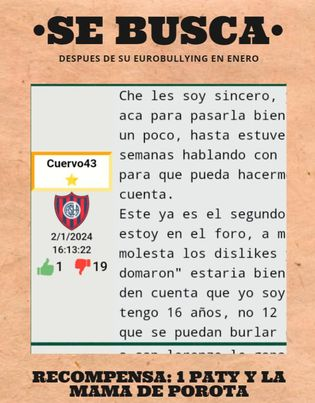 •SE BUSCA•
DESPUES DE SU EUROBULLYING EN ENERO
Che les soy sincero,
aca para pasarla bien
un poco, hasta estuve
semanas hablando con
para que pueda hacerm
cuenta.
Este ya es el segundo
estoy en el foro, a m
molesta los dislikes
domaron" estaria bien
den cuenta que yo soy
tengo 16 años, no 12
que se puedan burlar
Cuervo43
2/1/2024
16:13:22
1 19
RECOMPENSA: 1 PATY Y LA
MAMA DE POROTA